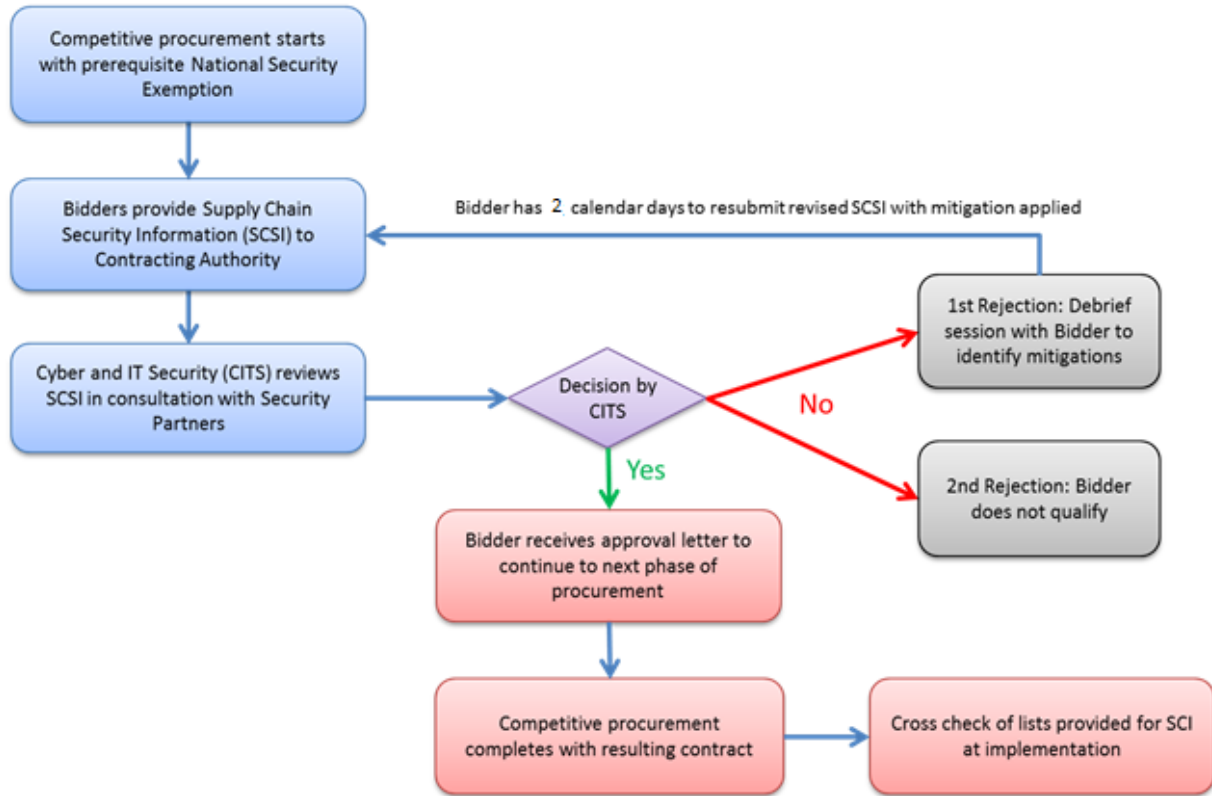 Competitive procurement starts
with prerequisite National Security
Exemption
Bidders provide Supply Chain
Security Information (SCSI) to
Contracting Authority
Bidder has 2 calendar days to resubmit revised SCSI with mitigation applied
Cyber and IT Security (CITS) reviews
SCSI in consultation with Security
Partners
Decision by
CITS
No
Yes
1st Rejection: Debrief
session with Bidder to
identify mitigations
2nd Rejection: Bidder
does not qualify
Bidder receives approval letter to
continue to next phase of
procurement
Competitive procurement
completes with resulting contract
Cross check of lists provided for SCI
at implementation